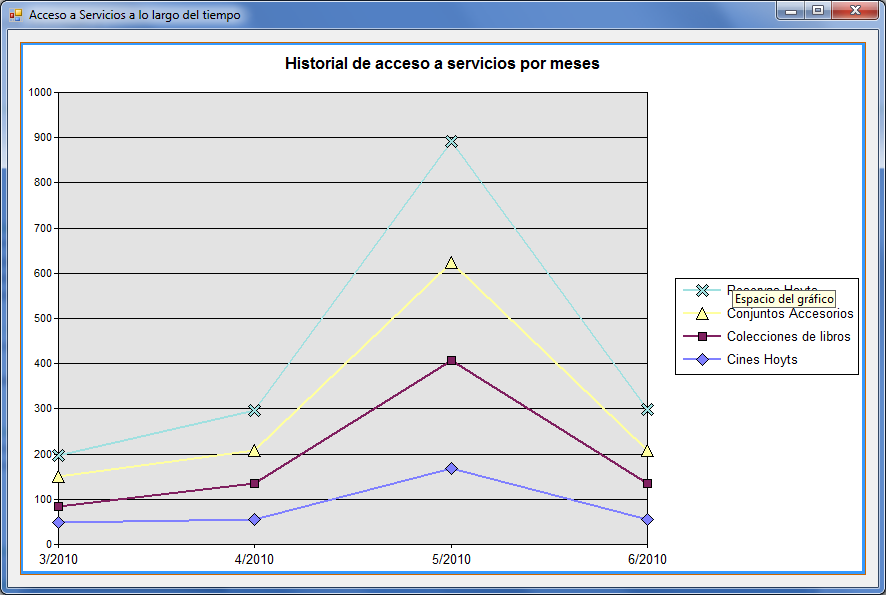 Acceso a Servicios a lo largo del tiempo
Historial de acceso a servicios por meses
1000
900
800
700
600
500
400
300
200
100
0
3/2010 4/2010 5/2010 6/2010
Espacio del gráfico
Conjuntos Accesorios
Colecciones de libros
Cines Hoyts